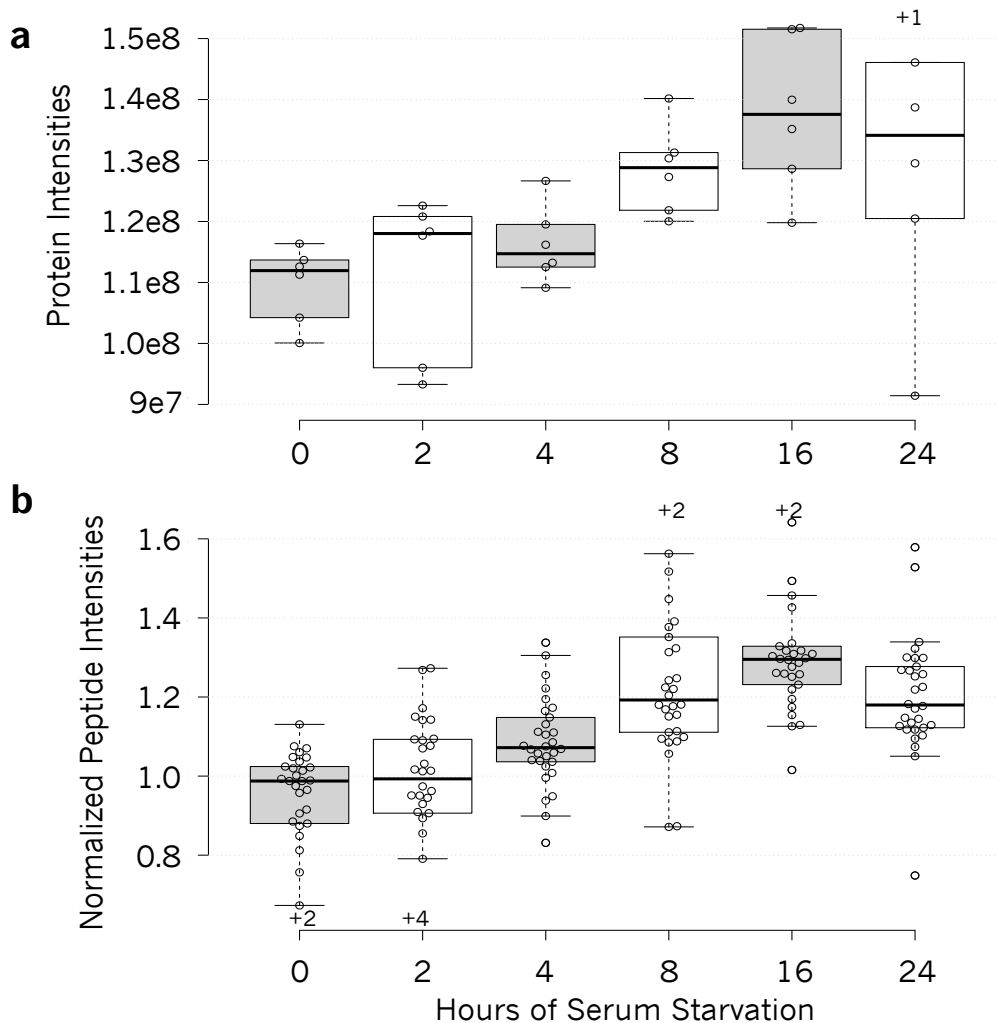 a
+1
Protein Intensities
1.5e8
1.4e8
1.3e8
1.2e8
1.1e8
1.0e8
9e7
0 2 4 8 16 24
b
+2 +2
Normalized Peptide Intensities
1.6
1.4
1.2
1.0
0.8
+2 +4
0 2 4 8 16 24
Hours of Serum Starvation